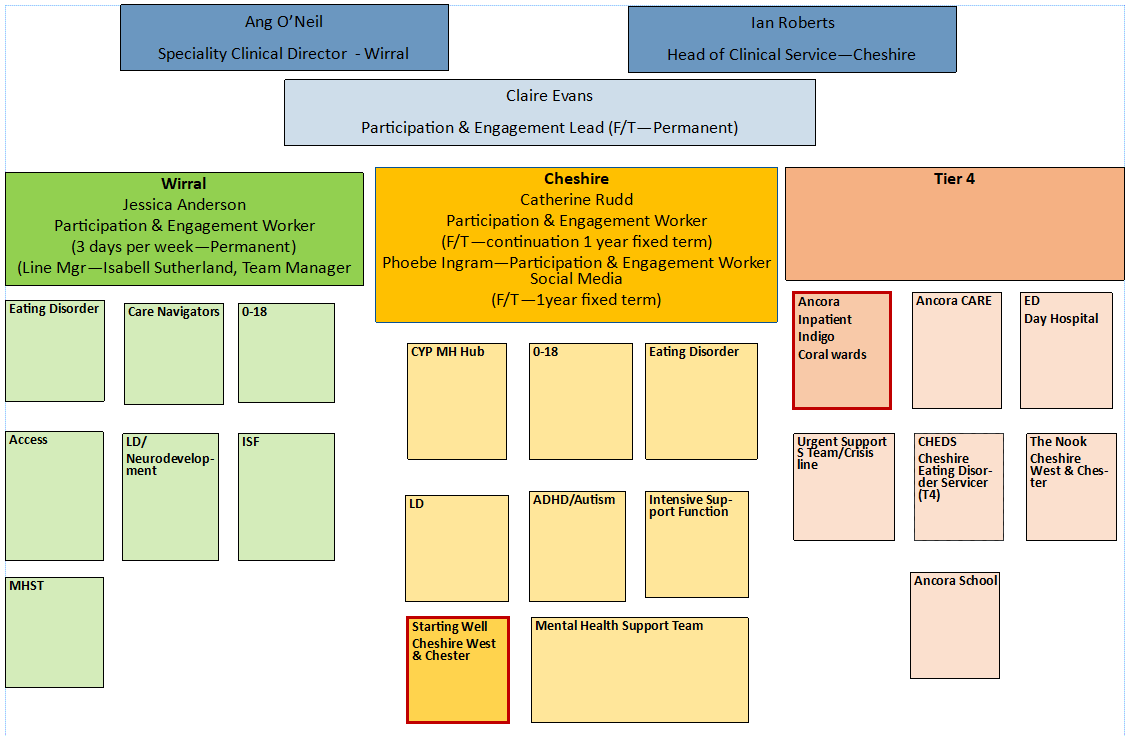 Ang O’Neil
Speciality Clinical Director  - Wirral
Ian Roberts
Head of Clinical Service—Cheshire
Claire Evans
Participation & Engagement Lead (F/T—Permanent)
Wirral
Jessica Anderson
Participation & Engagement Worker
(3 days per week—Permanent)
(Line Mgr—Isabell Sutherland, Team Manager
Cheshire
Catherine Rudd
Participation & Engagement Worker
(F/T—continuation 1 year fixed term)
Phoebe Ingram—Participation & Engagement Worker
Social Media
(F/T—1year fixed term)
Tier 4
Eating Disorder
Care Navigators
0-18
Access
LD/
Neurodevelop-
ment
ISF
MHST
CYP MH Hub
0-18
Eating Disorder
LD
ADHD/Autism
Intensive Sup-
port Function
Starting Well
Cheshire West
& Chester
Mental Health Support Team
Ancora
Inpatient
Indigo
Coral wards
Ancora CARE
ED
Day Hospital
Urgent Support
S Team/Crisis
line
CHEDS
Cheshire
Eating Disor-
der Servicer
(T4)
The Nook
Cheshire
West & Ches-
ter
Ancora School